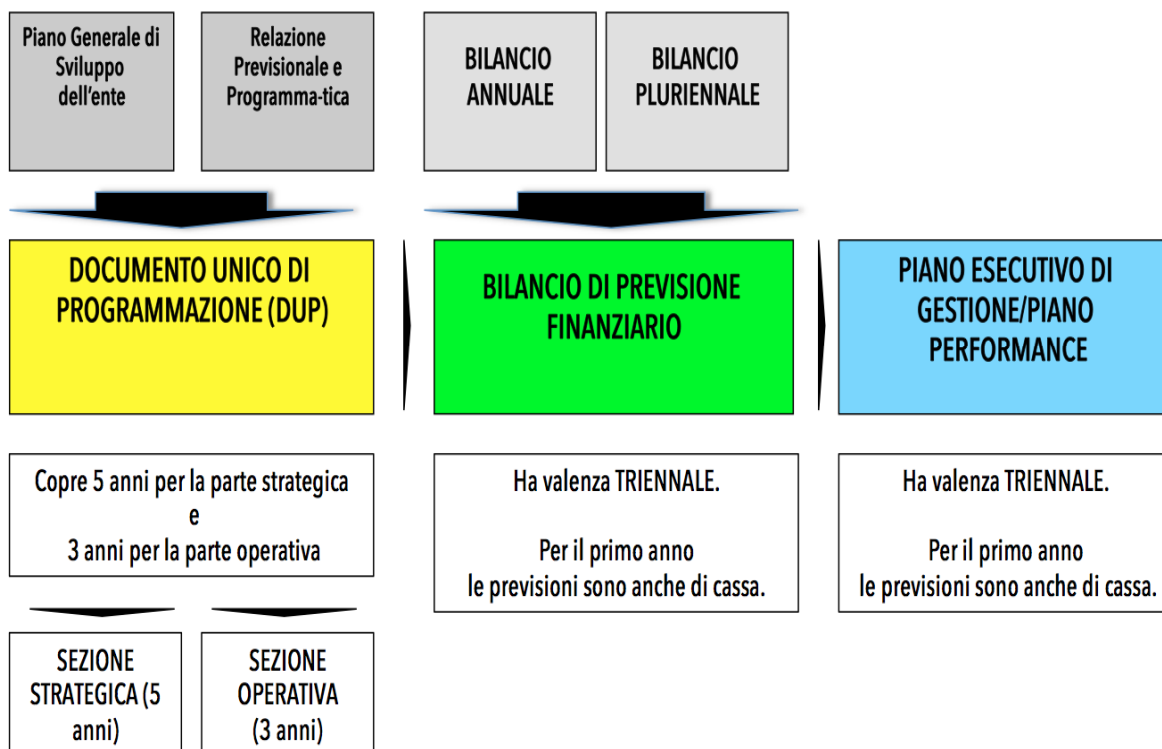 Piano Generale di
Sviluppo
dell'ente
Relazione
Previsionale e
Programma-tica
BILANCIO
ANNUALE
BILANCIO
PLURIENNALE
DOCUMENTO UNICO DI
PROGRAMMAZIONE (DUP)
BILANCIO DI PREVISIONE
FINANZIARIO
PIANO ESECUTIVO DI
GESTIONE/PIANO
PERFORMANCE
Copre 5 anni per la parte strategica
e
3 anni per la parte operativa
Ha valenza TRIENNALE.
Per il primo anno
le previsioni sono anche di cassa.
Ha valenza TRIENNALE.
Per il primo anno
le previsioni sono anche di cassa.
SEZIONE
STRATEGICA (5
anni)
SEZIONE
OPERATIVA
(3 anni)